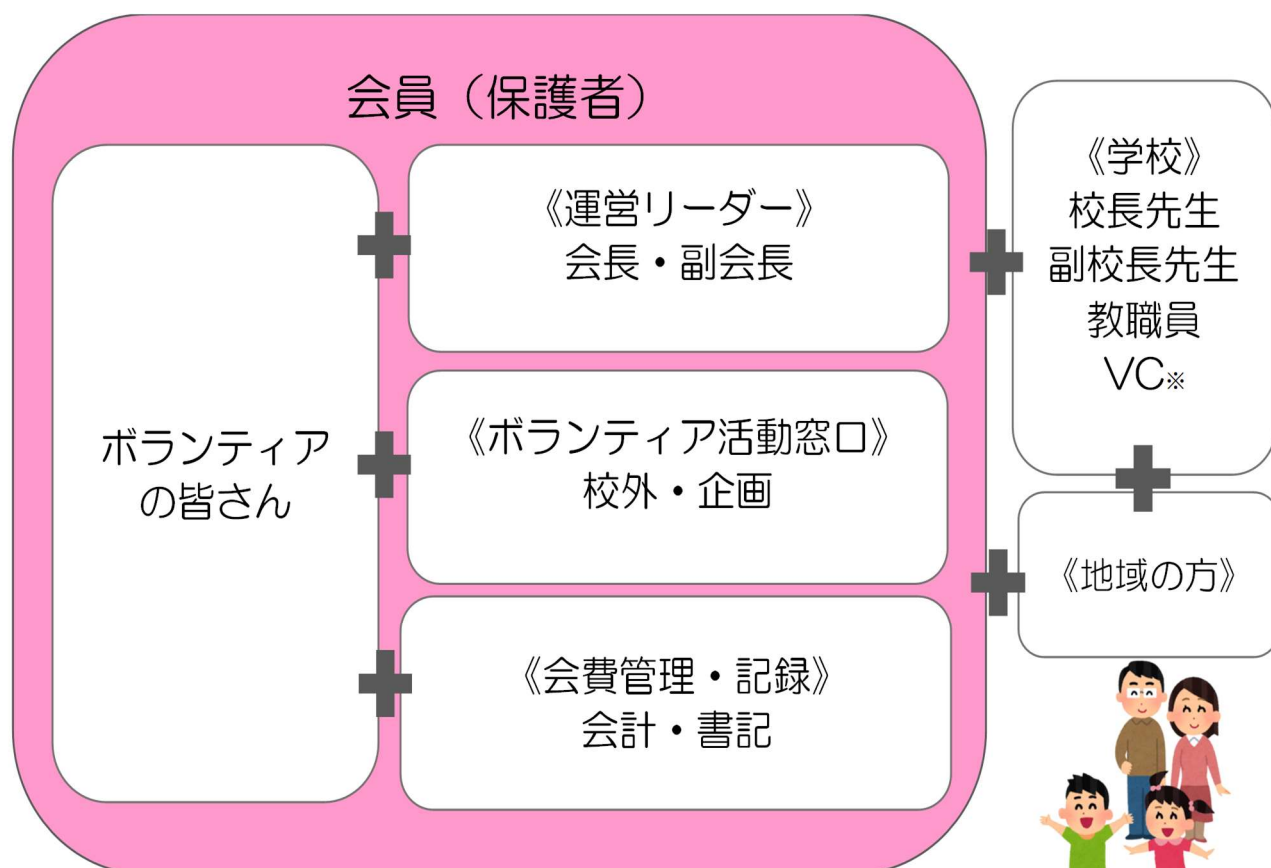 会員（保護者）
ボランティア
の皆さん
《運営リーダー》
会長・副会長
《ボランティア活動窓口》
校外・企画
《会費管理・記録》
会計・書記
《学校》
校長先生
副校長先生
教職員
VC※
《地域の方》